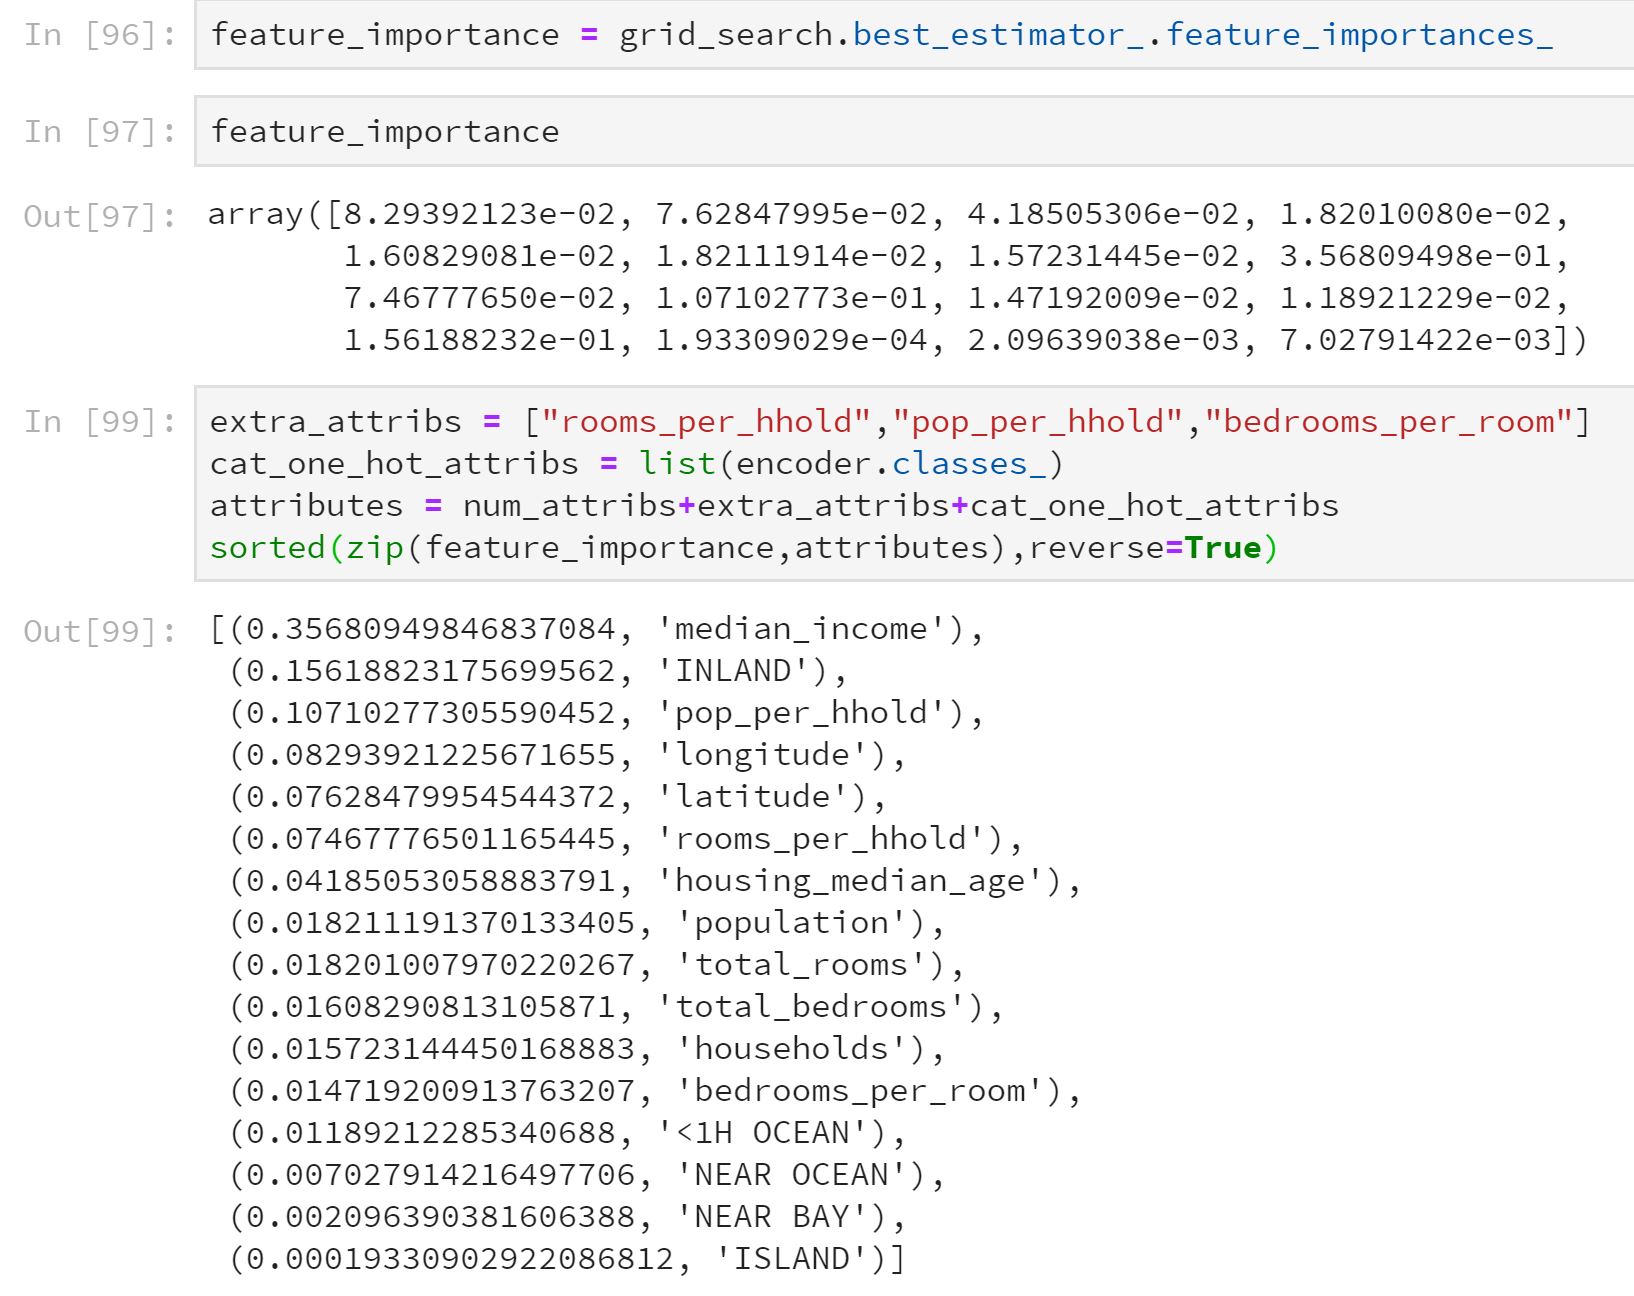 In [96]: feature_importance = grid_search.best_estimator_.feature_importances_
In [97]: feature_importance
Out[97]: array([8.29392123e-02, 7.62847995e-02, 4.18505306e-02, 1.82010080e-02,
1.60829081e-02, 1.82111914e-02, 1.57231445e-02, 3.56809498e-01,
7.46777650e-02, 1.07102773e-01, 1.47192009e-02, 1.18921229e-02,
1.56188232e-01, 1.93309029e-04, 2.09639038e-03, 7.02791422e-03])
In [99]: extra_attribs = ["rooms_per_hhold","pop_per_hhold","bedrooms_per_room"]
cat_one_hot_attribs = list(encoder.classes_)
attributes = num_attribs+extra_attribs+cat_one_hot_attribs
sorted(zip(feature_importance,attributes),reverse=True)
Out[99]: [(0.35680949846837084, 'median_income'),
(0.15618823175699562, 'INLAND'),
(0.10710277305590452, 'pop_per_hhold'),
(0.08293921225671655, 'longitude'),
(0.07628479954544372, 'latitude'),
(0.07467776501165445, 'rooms_per_hhold'),
(0.04185053058883791, 'housing_median_age'),
(0.018211191370133405, 'population'),
(0.018201007970220267, 'total_rooms'),
(0.01608290813105871, 'total_bedrooms'),
(0.015723144450168883, 'households'),
(0.014719200913763207, 'bedrooms_per_room'),
(0.01189212285340688, '<1H OCEAN'),
(0.007027914216497706, 'NEAR OCEAN'),
(0.002096390381606388, 'NEAR BAY'),
(0.00019330902922086812, 'ISLAND')]